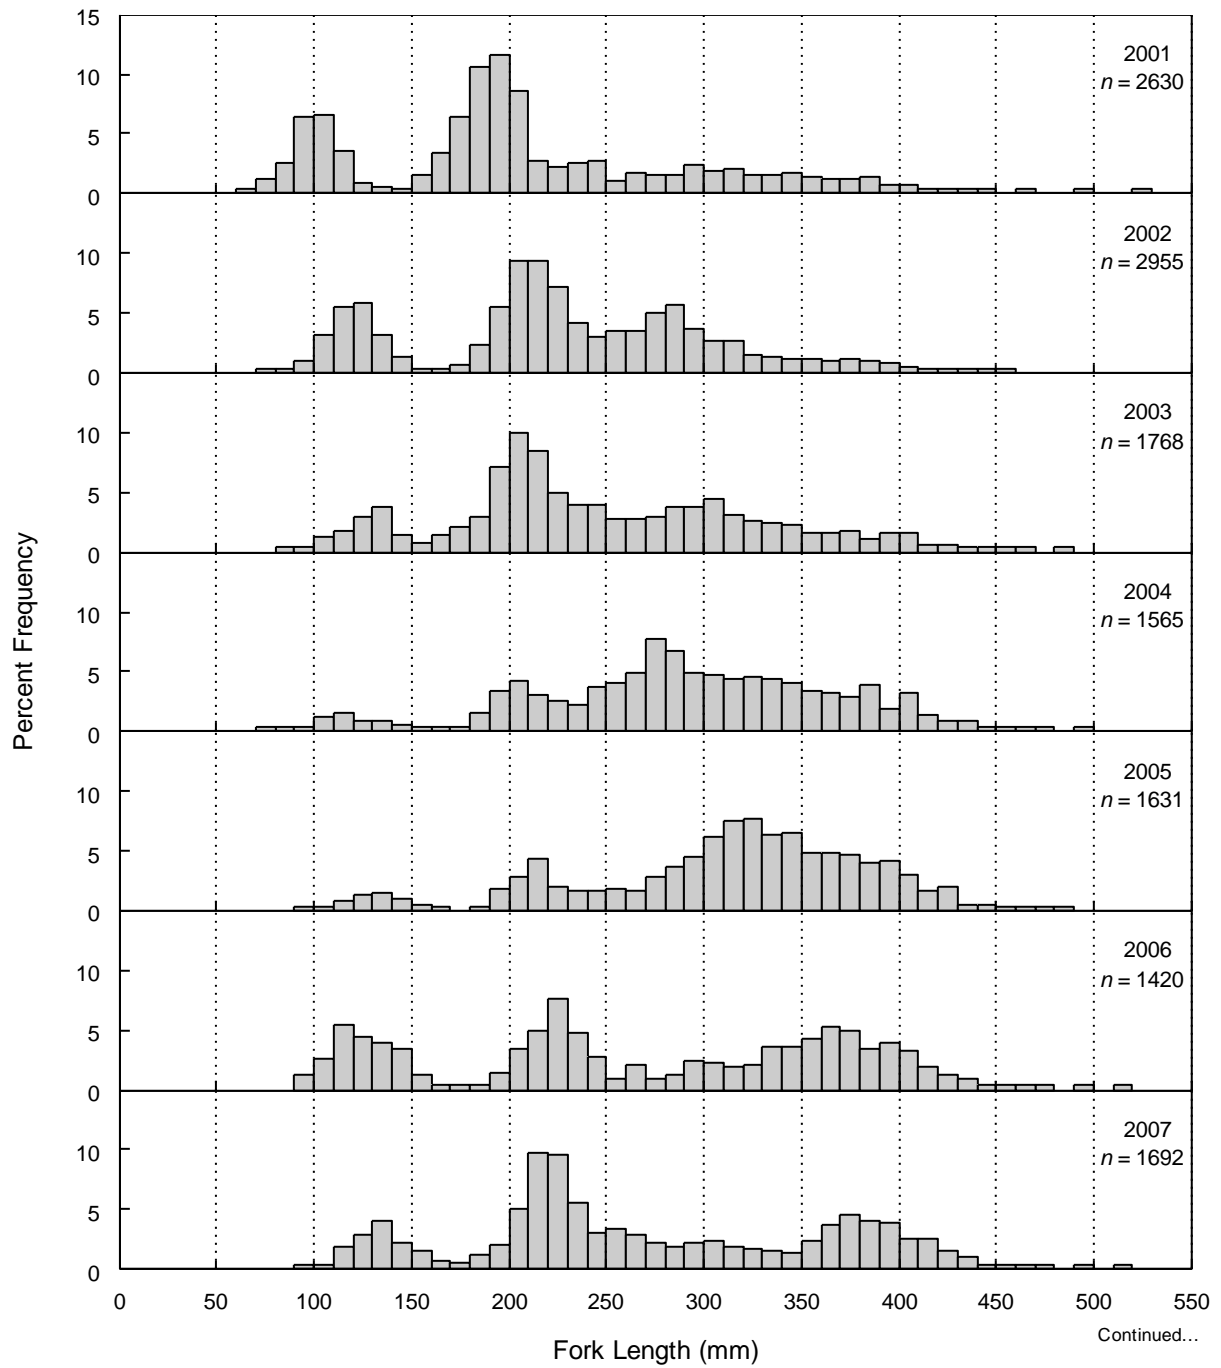 15
10
5
0
2001
n = 2630
10
5
0
2002
n = 2955
10
5
0
2003
n = 1768
10
5
0
2004
n = 1565
10
5
0
2005
n = 1631
10
5
0
2006
n = 1420
10
5
0
2007
n = 1692
Percent Frequency
0 50 100 150 200 250 300 350 400 450 500 550
Fork Length (mm)
Continued…